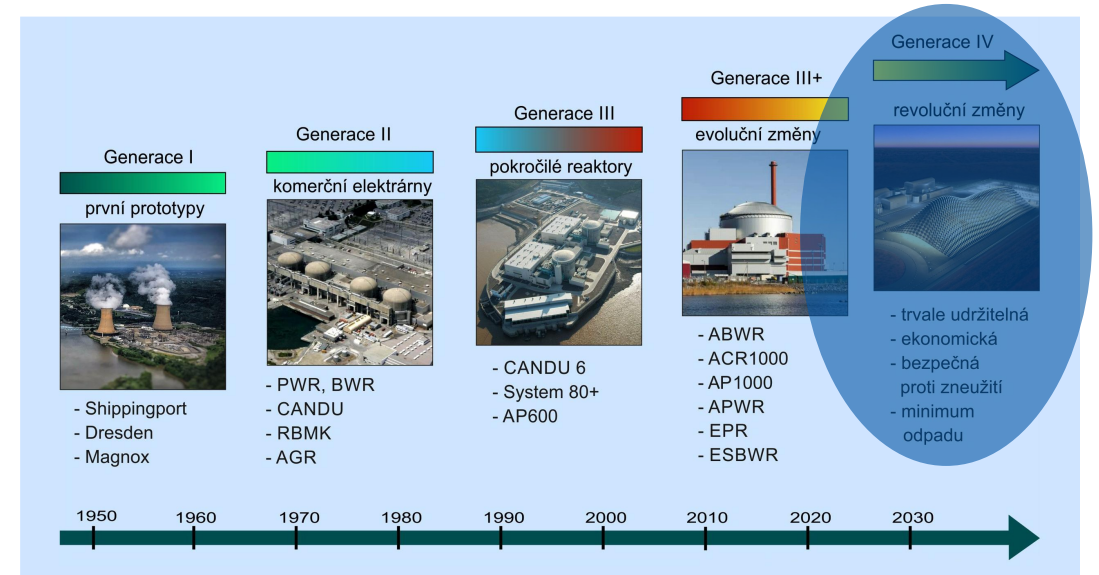 Generace I
první prototypy
- Shippingport
- Dresden
- Magnox
Generace II
komerční elektrárny
- PWR, BWR
- CANDU
- RBMK
- AGR
Generace III
pokročilé reaktory
- CANDU 6
- System 80+
- AP600
Generace III+
evoluční změny
- ABWR
- ACR1000
- AP1000
- APWR
- EPR
- ESBWR
Generace IV
revoluční změny
- trvale udržitelná
- ekonomická
- bezpečná
proti zneužití
- minimum
odpadu
1950 1960 1970 1980 1990 2000 2010 2020 2030